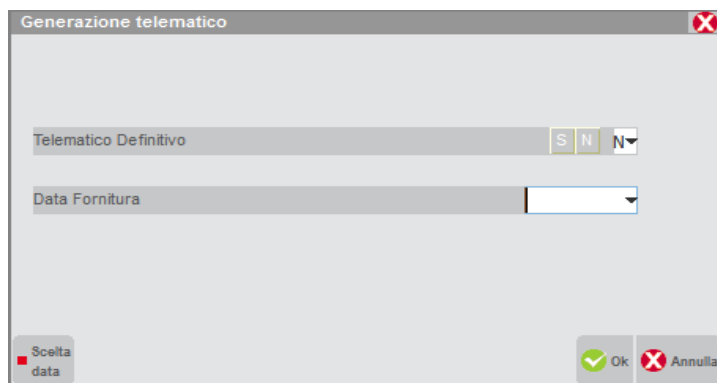 Generazione telematico
Telematico Definitivo S N N
Data Fornitura
Scelta
data
Ok Annulla